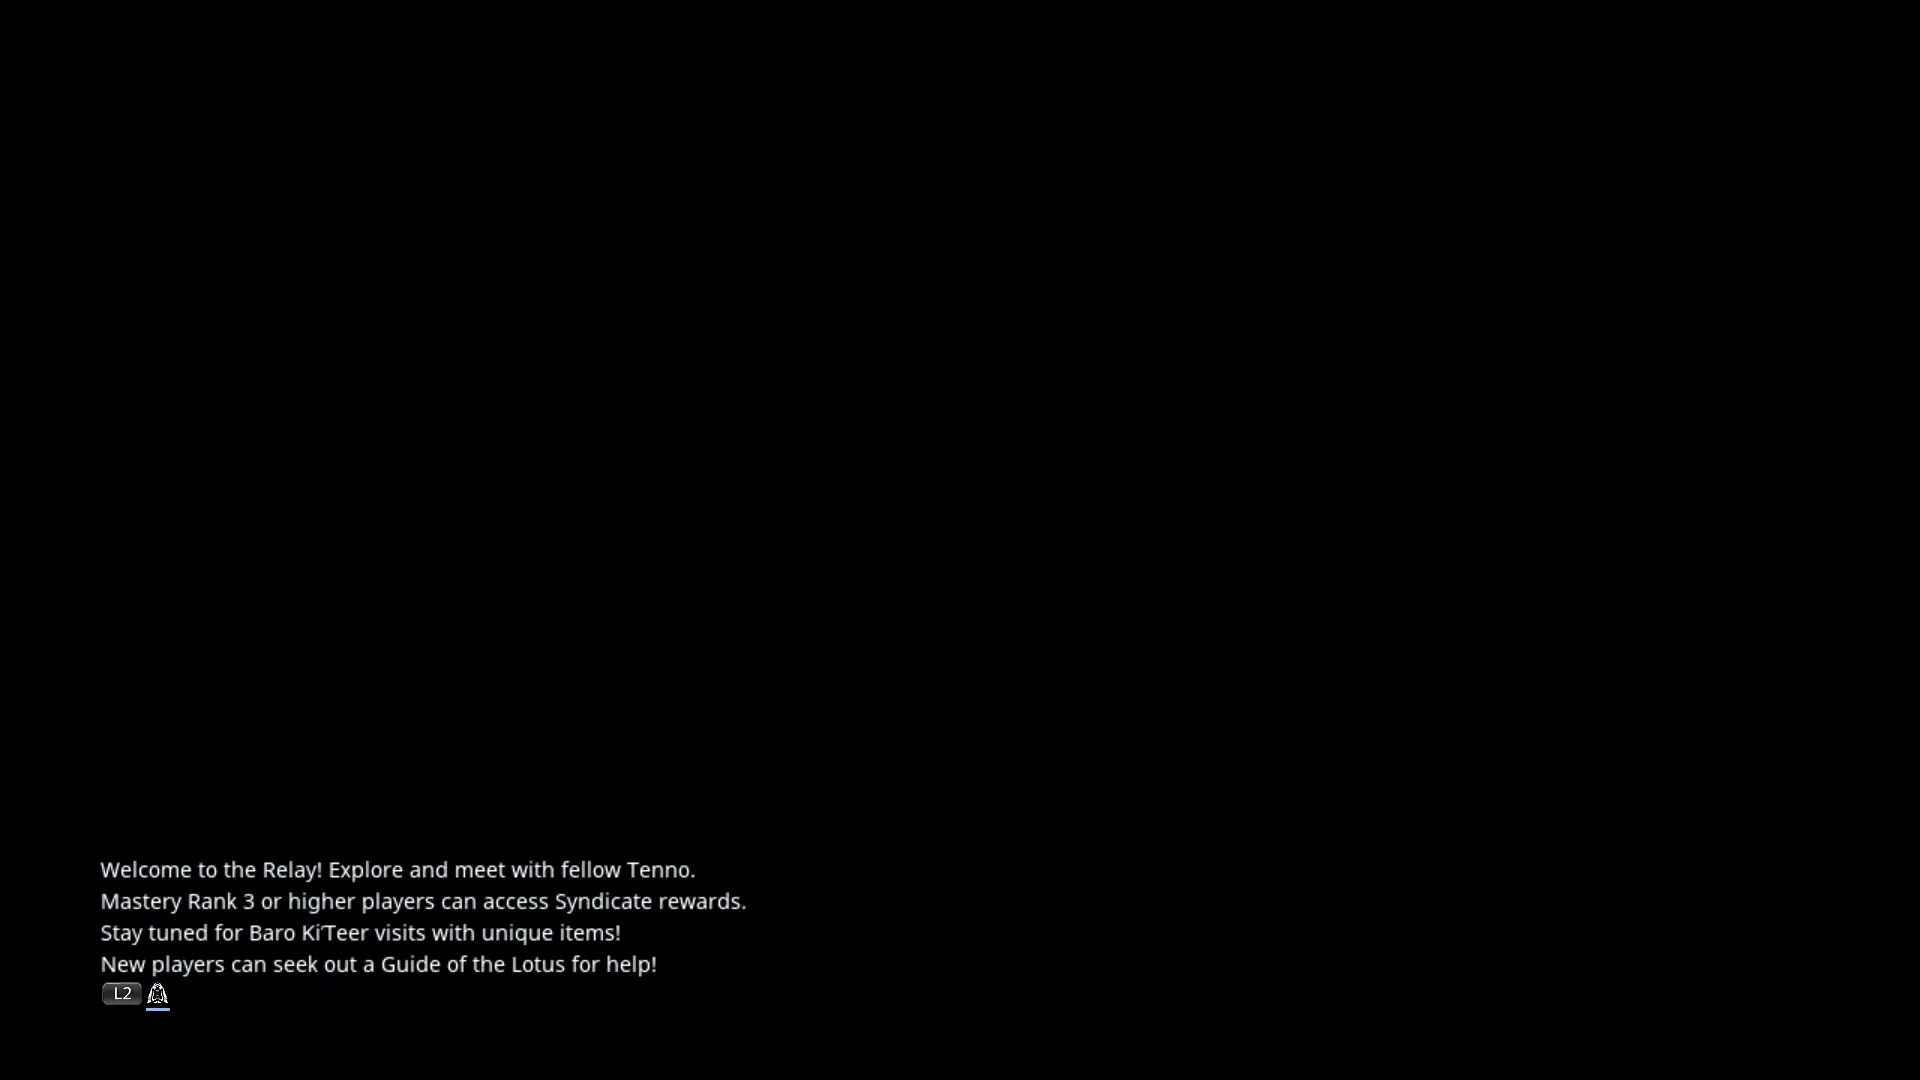 Welcome to the Relay! Explore and meet with fellow Tenno.
Mastery Rank 3 or higher players can access Syndicate rewards.
Stay tuned for Baro Ki'Teer visits with unique items!
New players can seek out a Guide of the Lotus for help!
L2